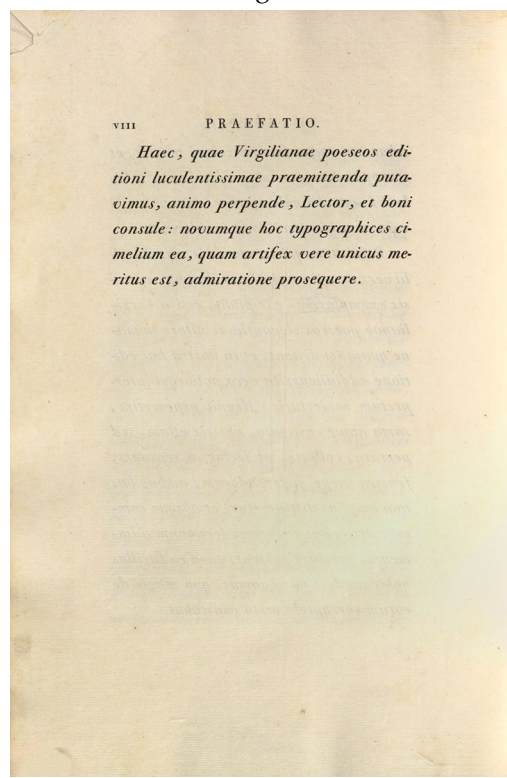 VIII PRAEFATIO.
Haec, quae Virgilianae poeseos edi-
tioni luculentissimae praemittenda puta-
vimus, animo perpende, Lector, et boni
consule: novumque hoc typographices ci-
melium ea, quam artifex vere unicus me-
ritus est, admiratione prosequere.